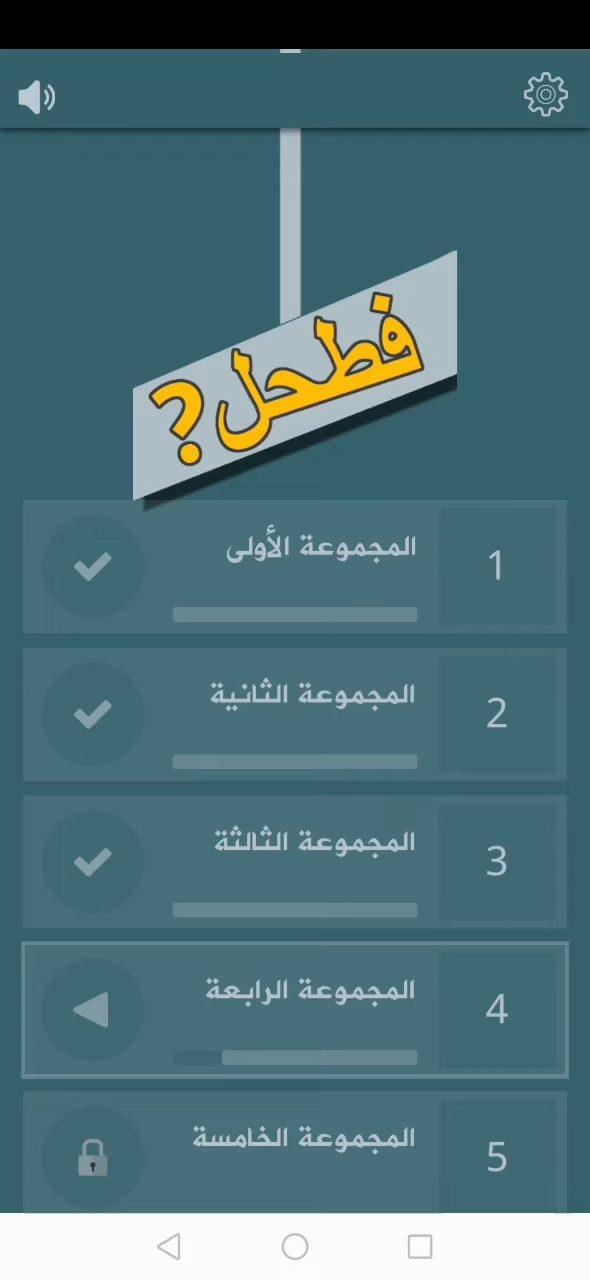 فطحل؟
1
المجموعة الأولى
2
المجموعة الثانية
3
المجموعة الثالثة
4
المجموعة الرابعة
5
المجموعة الخامسة